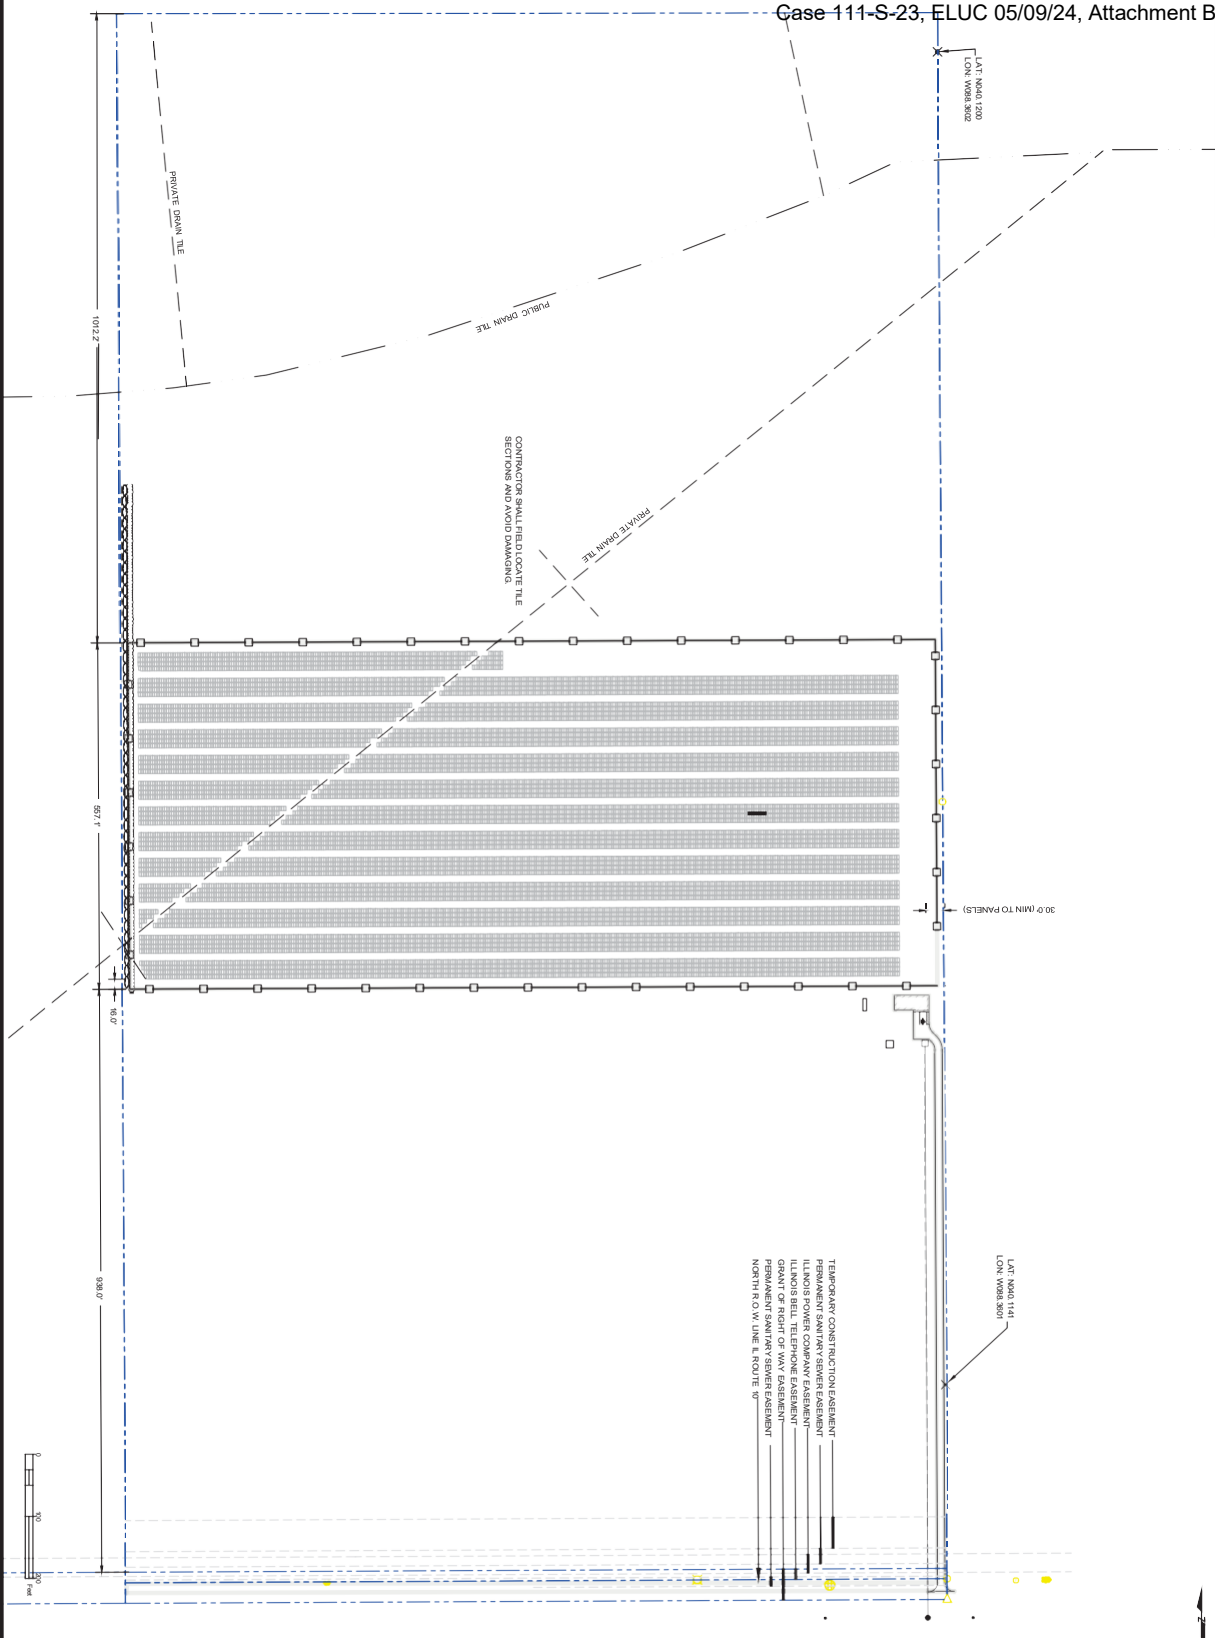 Case 111-S-23, ELUC 05/09/24, Attachment B
LAT: N040.1200
LON: W088.3602
PRIVATE DRAIN TILE
PUBLIC DRAIN TILE
1012.2'
CONTRACTOR SHALL FIELD LOCATE TILE
SECTIONS AND AVOID DAMAGING.
PRIVATE DRAIN TILE
557.1'
30.0' (MIN TO PANELS)
16.0'
938.0'
LAT: N040.1141
LON: W088.3601
TEMPORARY CONSTRUCTION EASEMENT
PERMANENT SANITARY SEWER EASEMENT
ILLINOIS POWER COMPANY EASEMENT
ILLINOIS BELL TELEPHONE EASEMENT
GRANT OF RIGHT OF WAY EASEMENT
PERMANENT SANITARY SEWER EASEMENT
NORTH R.O.W. LINE IL ROUTE 10
0
100
200
Feet
N